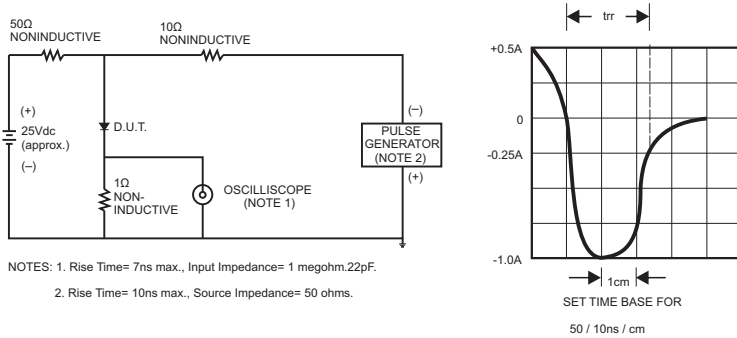 50Ω
NONINDUCTIVE
10Ω
NONINDUCTIVE
(+)
25Vdc
(approx.)
(–)
D.U.T.
1Ω
NON-
INDUCTIVE
OSCILLISCOPE
(NOTE 1)
(–)
PULSE
GENERATOR
(NOTE 2)
(+)
NOTES: 1. Rise Time= 7ns max., Input Impedance= 1 megohm.22pF.
2. Rise Time= 10ns max., Source Impedance= 50 ohms.
trr
+0.5A
0
-0.25A
-1.0A
1cm
SET TIME BASE FOR
50 / 10ns / cm